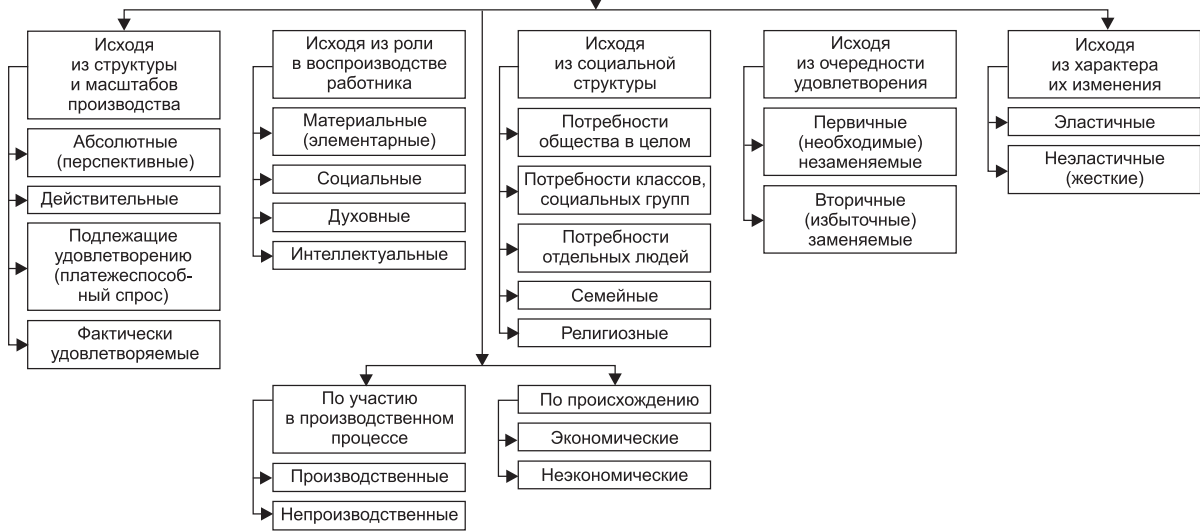 Исходя
из структуры
и масштабов
производства
Абсолютные
(перспективные)
Действительные
Подлежащие
удовлетворению
(платежеспособ-
ный спрос)
Фактически
удовлетворяемые
Исходя из роли
в воспроизводстве
работника
Материальные
(элементарные)
Социальные
Духовные
Интеллектуальные
Исходя
из социальной
структуры
Потребности
общества в целом
Потребности классов,
социальных групп
Потребности
отдельных людей
Семейные
Религиозные
Исходя
из очередности
удовлетворения
Первичные
(необходимые)
незаменяемые
Вторичные
(избыточные)
заменяемые
Исходя
из характера
их изменения
Эластичные
Неэластичные
(жесткие)
По участию
в производственном
процессе
Производственные
Непроизводственные
По происхождению
Экономические
Неэкономические